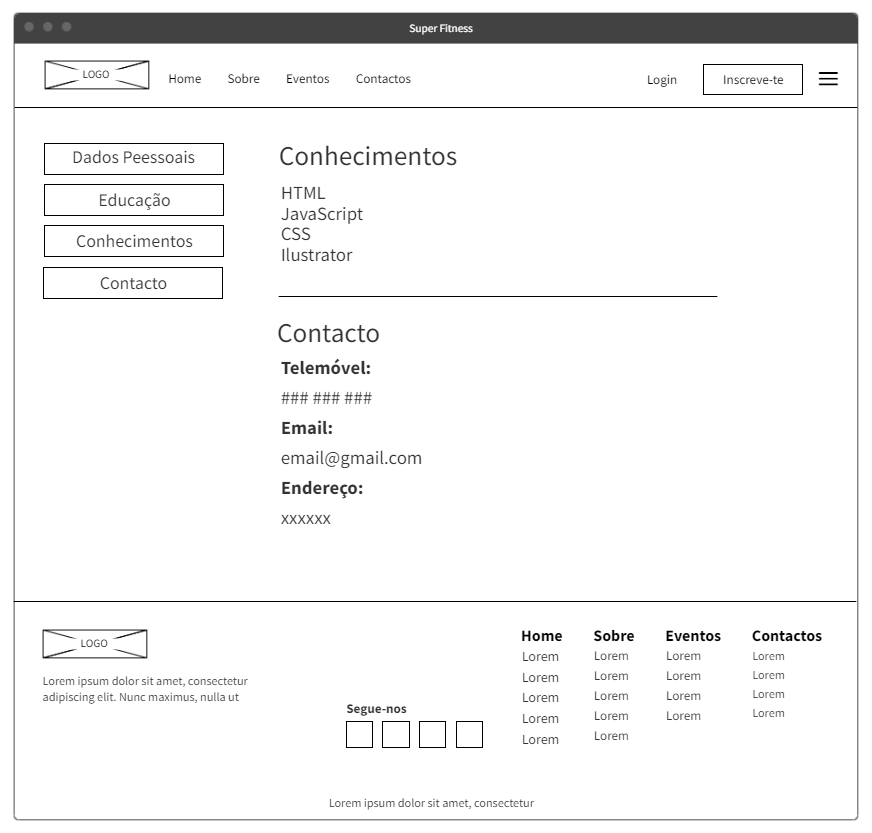 Super Fitness
LOGO
Home Sobre Eventos Contactos
Login
Inscreve-te
Dados Peessoais
Educação
Conhecimentos
Contacto
Conhecimentos
HTML
JavaScript
CSS
Ilustrator
Contacto
Telemóvel:
### ### ###
Email:
email@gmail.com
Endereço:
xxxxxx
LOGO
Lorem ipsum dolor sit amet, consectetur
adipiscing elit. Nunc maximus, nulla ut
Segue-nos
Home
Lorem
Lorem
Lorem
Lorem
Lorem
Sobre
Lorem
Lorem
Lorem
Lorem
Lorem
Eventos
Lorem
Lorem
Lorem
Lorem
Contactos
Lorem
Lorem
Lorem
Lorem
Lorem ipsum dolor sit amet, consectetur